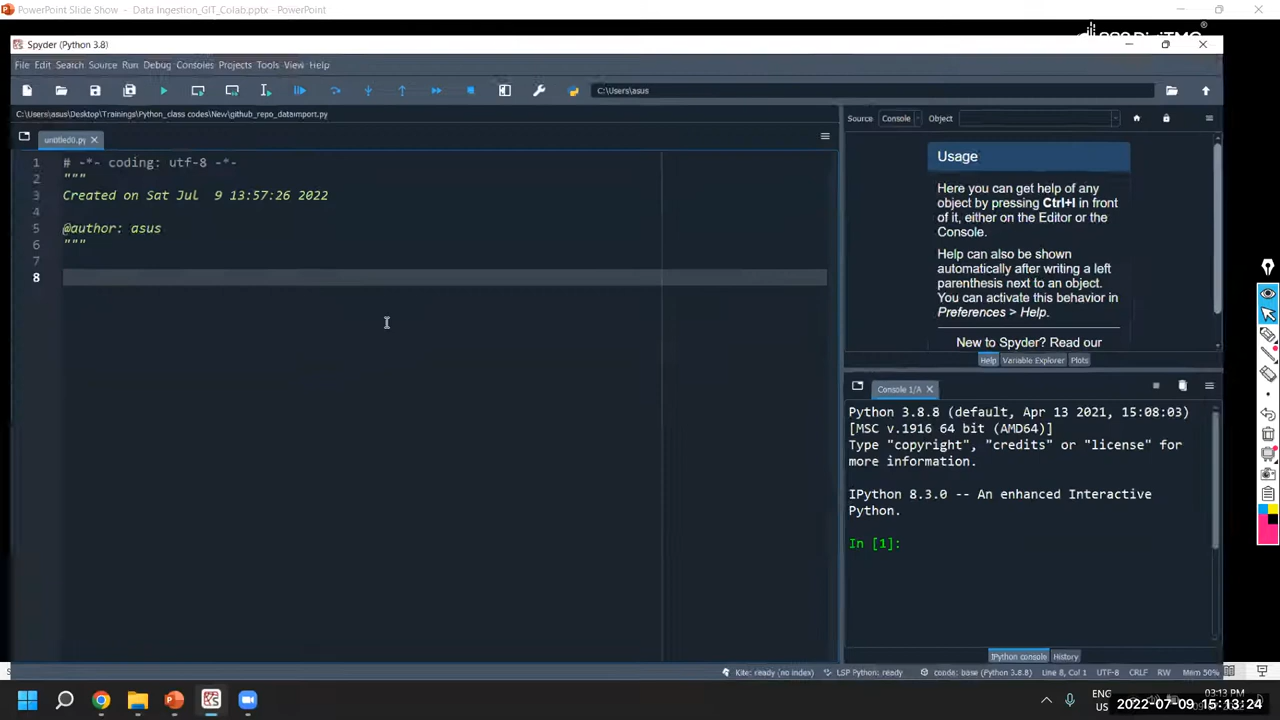 PowerPoint Slide Show - Data Ingestion_GIT_Colab.pptx - PowerPoint
Spyder (Python 3.8)
File Edit Search Source Run Debug Consoles Projects Tools View Help
C:\Users\asus
C:\Users\asus\Desktop\Trainings\Python_class codes\New\github_repo_dataimport.py
Source Console Object
untitled0.py
1 # -*- coding: utf-8 -*-
2 """
3 Created on Sat Jul 9 13:57:26 2022
4
5 @author: asus
6 """
7
8
Usage
Here you can get help of any
object by pressing Ctrl+I in front
of it, either on the Editor or the
Console.
Help can also be shown
automatically after writing a left
parenthesis next to an object.
You can activate this behavior in
Preferences > Help.
New to Spyder? Read our
Help Variable Explorer Plots
Console 1/A
Python 3.8.8 (default, Apr 13 2021, 15:08:03)
[MSC v.1916 64 bit (AMD64)]
Type "copyright", "credits" or "license" for
more information.
IPython 8.3.0 -- An enhanced Interactive
Python.
In [1]:
IPython console History
Kite: ready (no index) LSP Python: ready conda: base (Python 3.8.8) Line 8, Col 1 UTF-8 CRLF RW Mem 50%
ENG
US
03:13 PM
2022-07-09 15:13:24